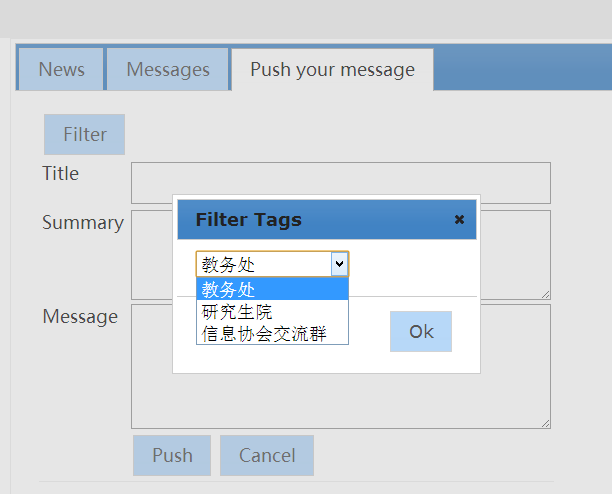 News Messages Push your message
Filter
Title
Filter Tags
Summary
教务处
教务处
研究生院
信息协会交流群
Message
Ok
Push Cancel